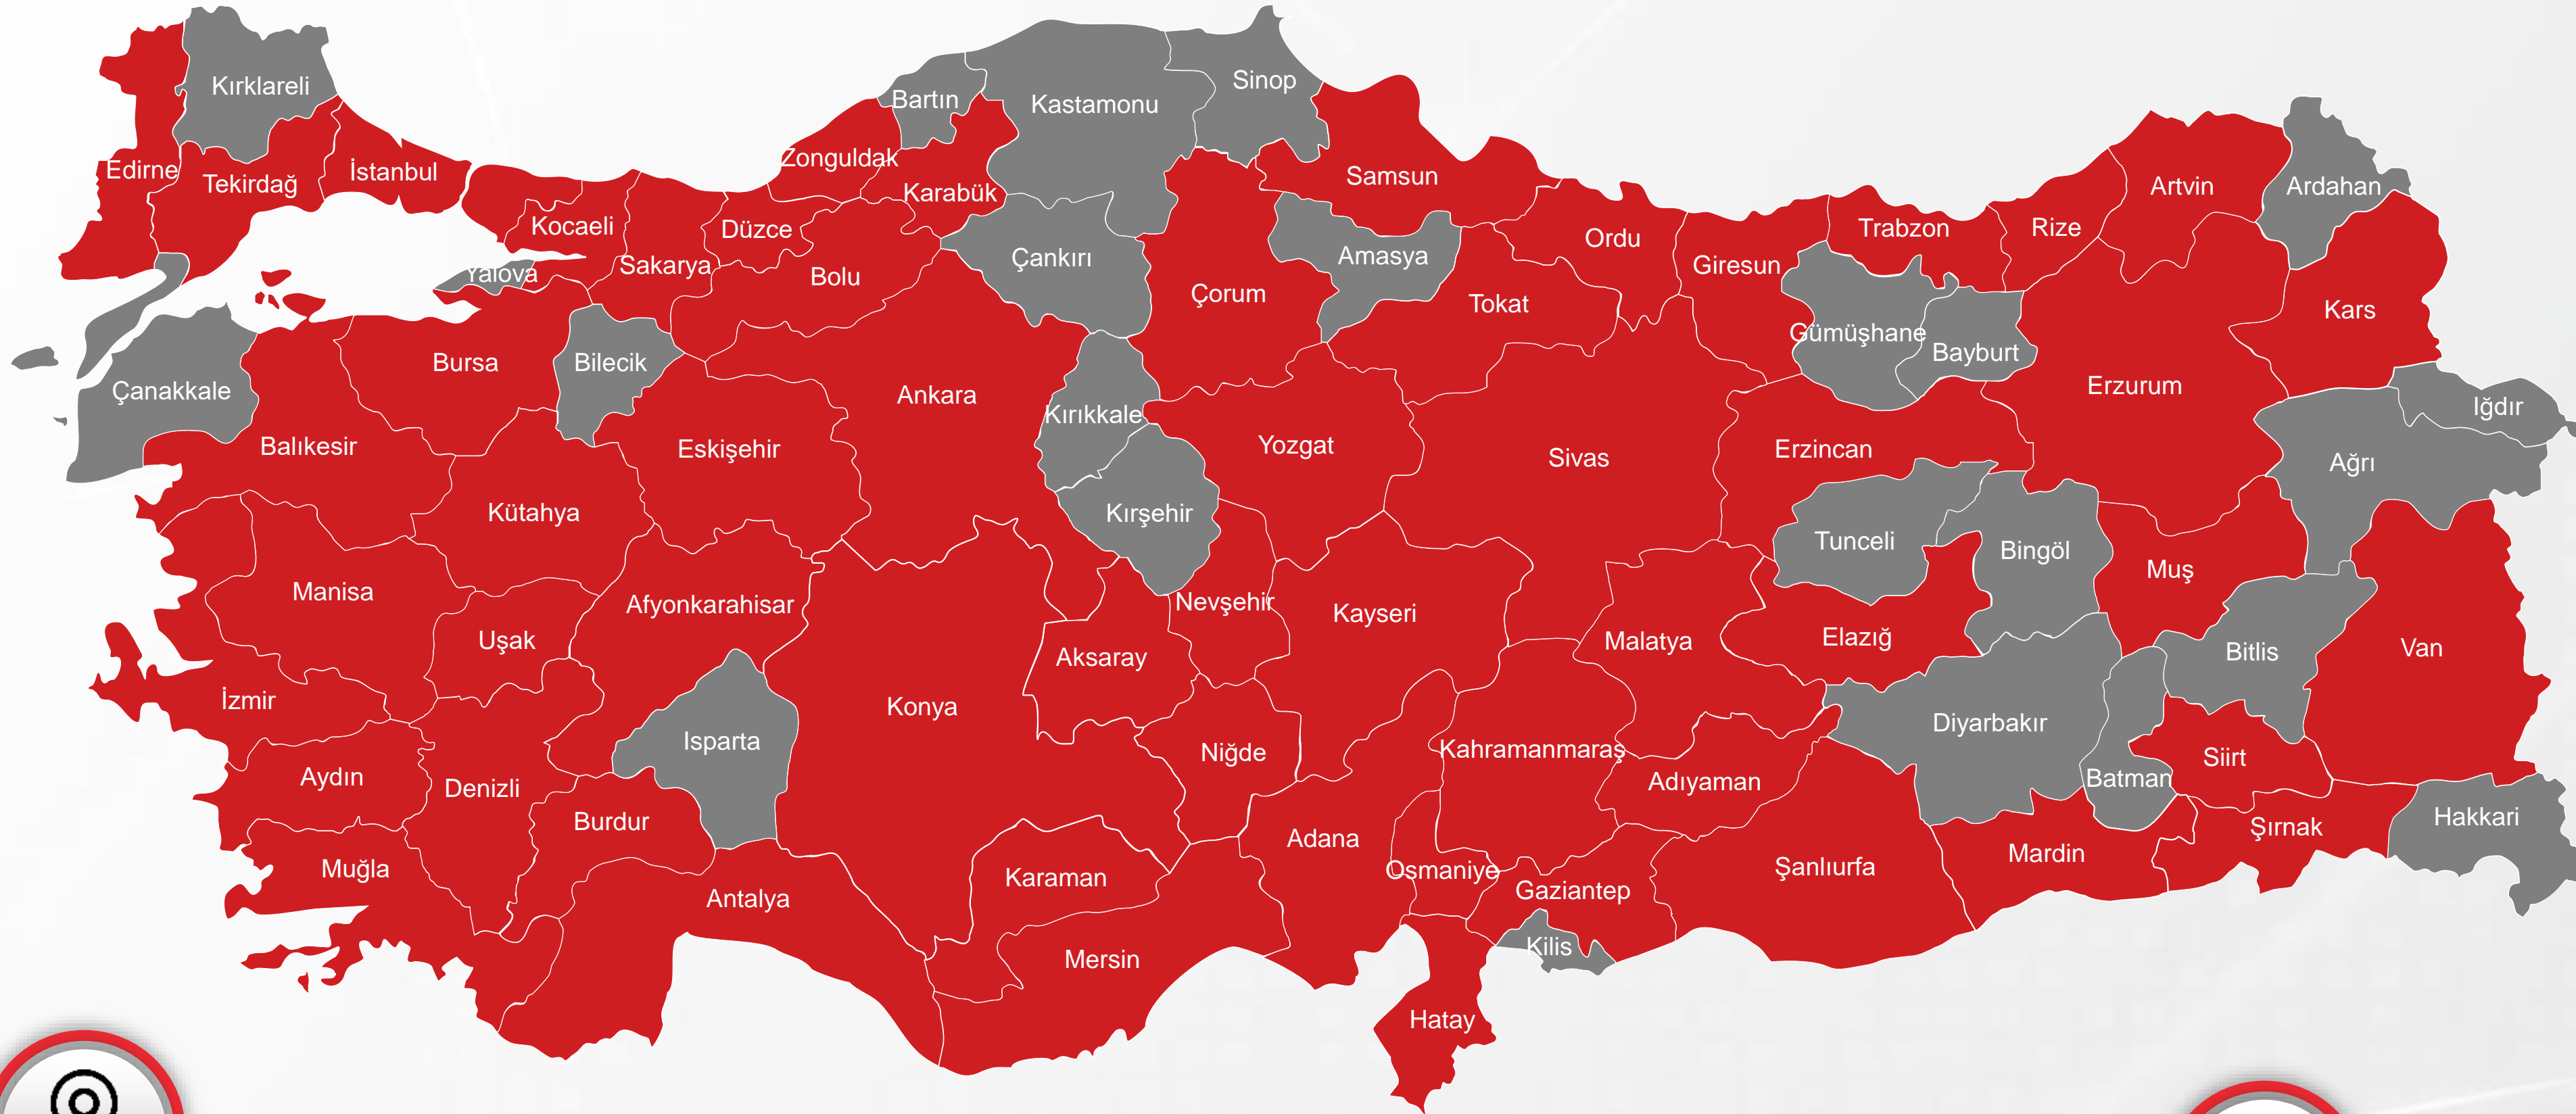 Kırklareli
Sinop
Bartın
Kastamonu
Zonguldak
Edirne
Tekirdağ
İstanbul
Karabük
Samsun
Artvin
Ardahan
Kocaeli
Düzce
Ordu
Trabzon
Rize
Yalova
Sakarya
Bolu
Çankırı
Amasya
Giresun
Çorum
Tokat
Kars
Gümüşhane
Bayburt
Bursa
Bilecik
Çanakkale
Ankara
Erzurum
Iğdır
Kırıkkale
Balıkesir
Eskişehir
Yozgat
Sivas
Erzincan
Ağrı
Kütahya
Kırşehir
Tunceli
Bingöl
Muş
Manisa
Afyonkarahisar
Nevşehir
Kayseri
Uşak
Malatya
Elazığ
Aksaray
Bitlis
Van
İzmir
Konya
Diyarbakır
Isparta
Niğde
Kahramanmaraş
Siirt
Aydın
Denizli
Adıyaman
Batman
Burdur
Adana
Hakkari
Şırnak
Muğla
Karaman
Osmaniye
Gaziantep
Şanlıurfa
Mardin
Antalya
Mersin
Kilis
Hatay